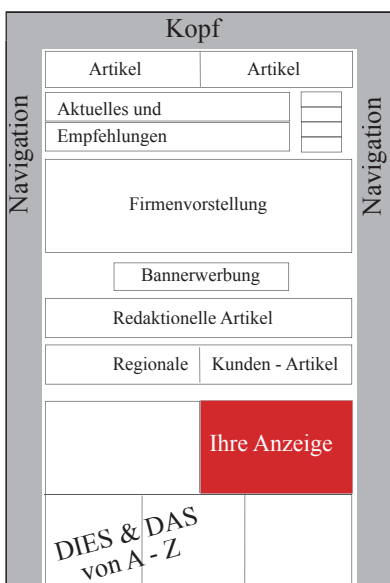 Kopf
Navigation
Navigation
Artikel
Artikel
Aktuelles und
Empfehlungen
Firmenvorstellung
Bannerwerbung
Redaktionelle Artikel
Regionale
Kunden - Artikel
Ihre Anzeige
DIES & DAS
von A - Z